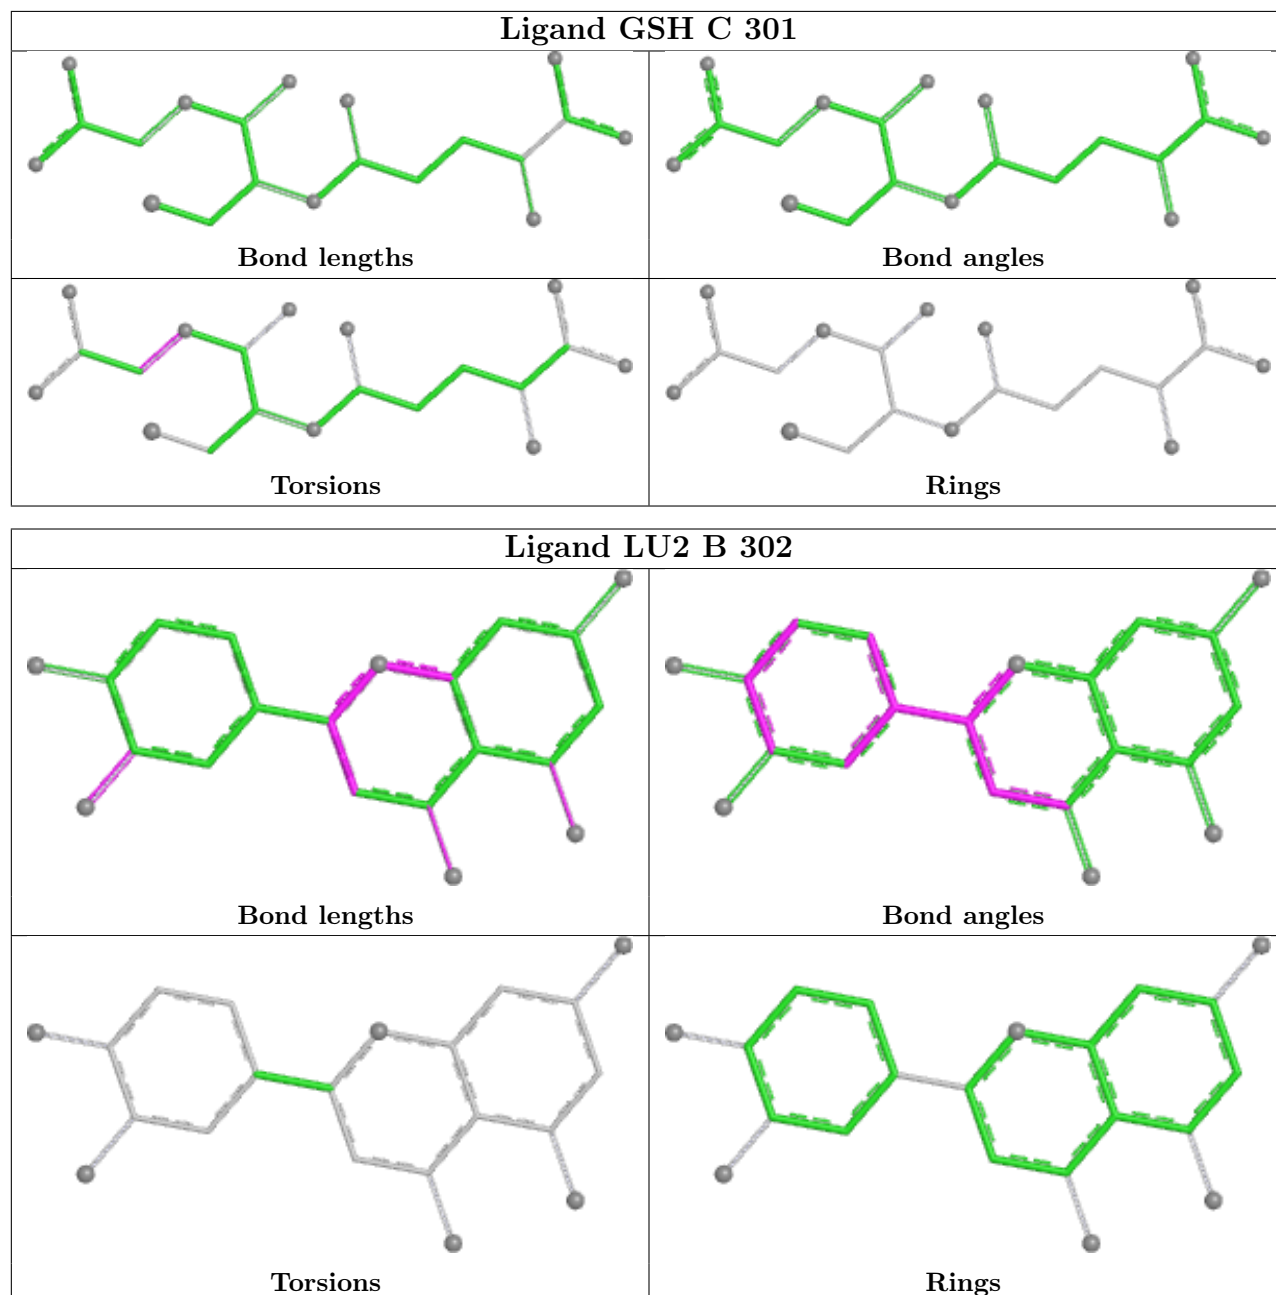 Ligand GSH C 301
Bond lengths
Bond angles
Torsions
Rings
Ligand LU2 B 302
Bond lengths
Bond angles
Torsions
Rings